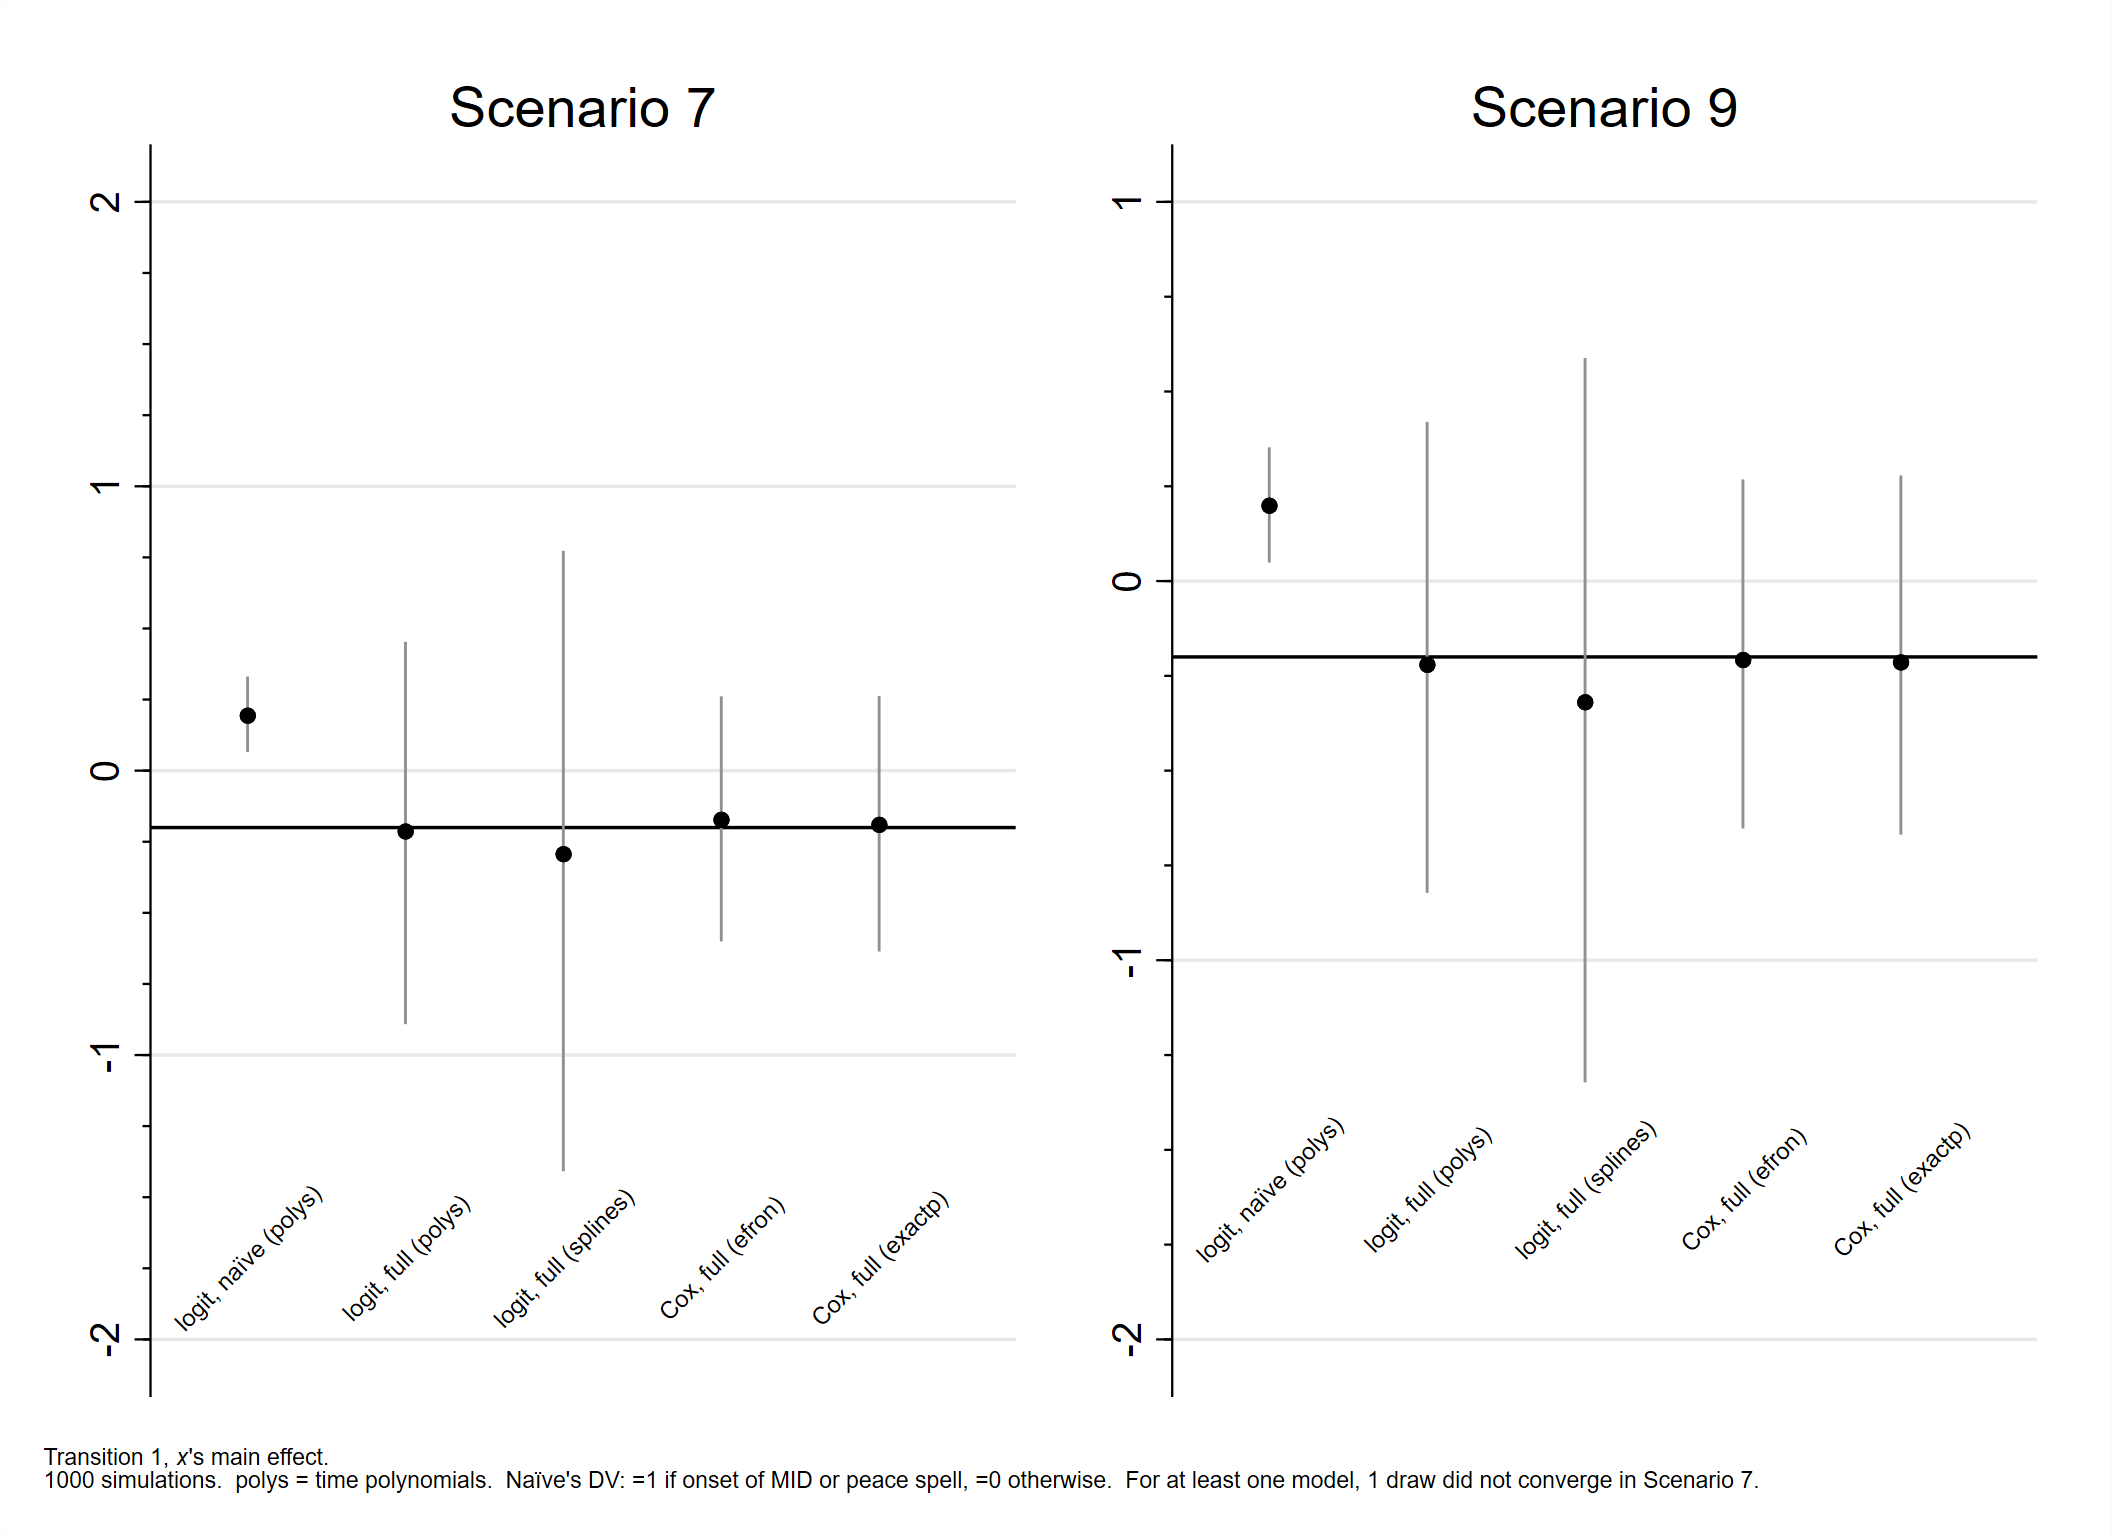 Scenario 7
2
1
0
-1
-2
logit, naïve (polys)
logit, full (polys)
logit, full (splines)
Cox, full (efron)
Cox, full (exactp)
Scenario 9
1
0
-1
-2
logit, naïve (polys)
logit, full (polys)
logit, full (splines)
Cox, full (efron)
Cox, full (exactp)
Transition 1, x's main effect.
1000 simulations.  polys = time polynomials.  Naïve's DV: =1 if onset of MID or peace spell, =0 otherwise.  For at least one model, 1 draw did not converge in Scenario 7.